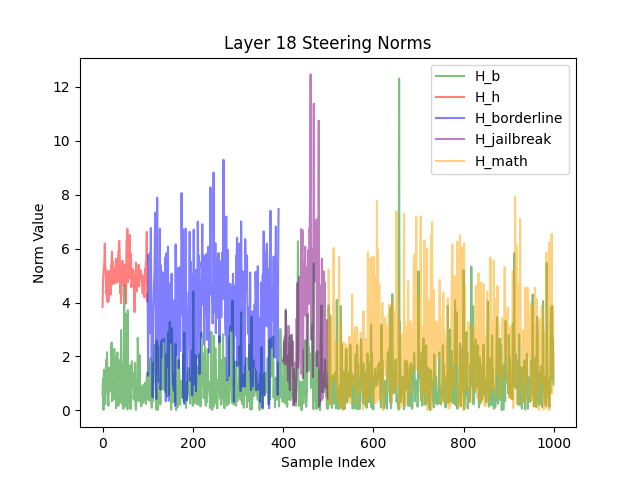 Layer 18 Steering Norms
H_b
H_h
H_borderline
H_jailbreak
H_math
Norm Value
12
10
8
6
4
2
0
0
200
400
600
800
1000
Sample Index